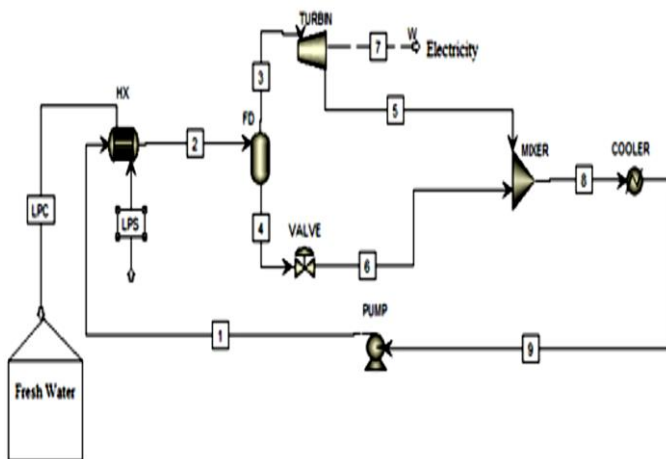 TURBIN
W
7
Electricity
3
HX
FD
5
2
MIXER
COOLER
8
LPC
LPS
4
VALVE
6
PUMP
1
9
Fresh Water